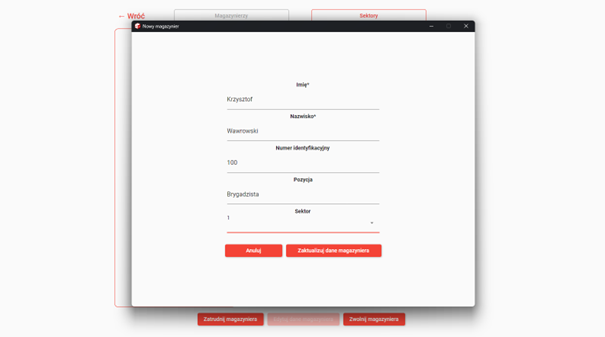 ← Wróć
Magazynierzy
Sektory
Nowy magazynier
Imię*
Krzysztof
Nazwisko*
Wawrowski
Numer identyfikacyjny
100
Pozycja
Brygadzista
Sektor
1
Anuluj
Zaktualizuj dane magazyniera
Zatrudnij magazyniera
Zwolnij magazyniera